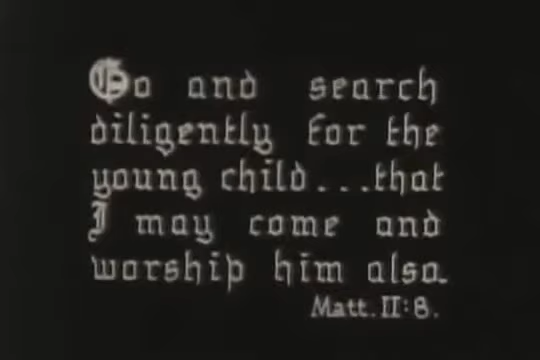 Go and search
diligently for the
young child...that
I may come and
worship him also.
Matt. II:8.